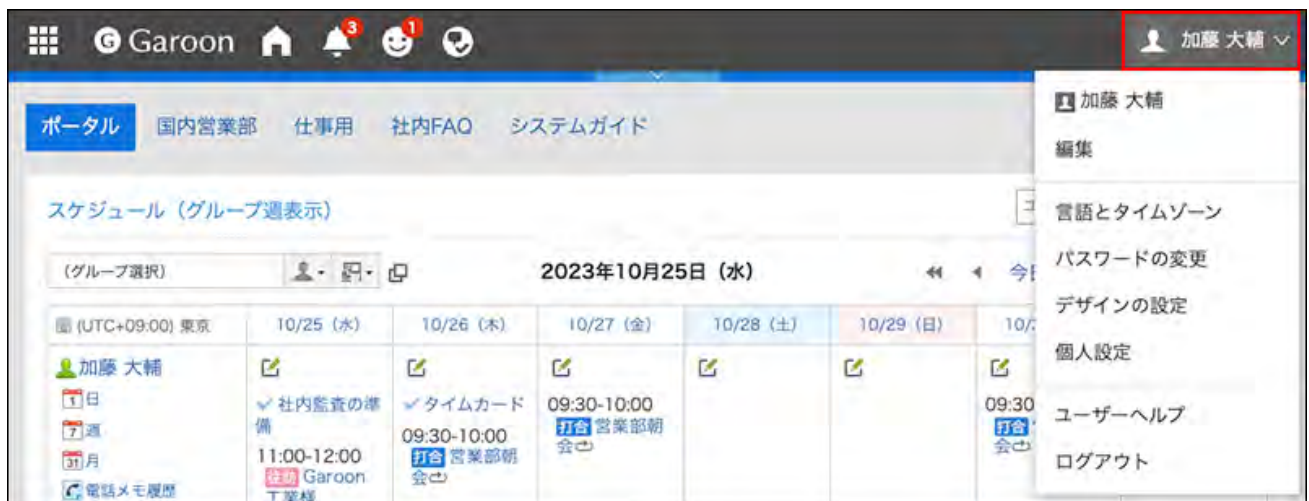 Garoon 3 1 加藤 大輔
加藤 大輔
編集
言語とタイムゾーン
パスワードの変更
デザインの設定
個人設定
ユーザーヘルプ
ログアウト
ポータル 国内営業部 仕事用 社内FAQ システムガイド
スケジュール（グループ週表示）
（グループ選択） 2023年10月25日（水）
(UTC+09:00) 東京 10/25（水） 10/26（木） 10/27（金） 10/28（土） 10/29（日）
加藤 大輔
1 日
7 週
31 月
電話メモ履歴
社内監査の準
備
11:00-12:00
往訪 Garoon
工業様
タイムカード
09:30-10:00
打合 営業部朝
会
09:30-10:00
打合 営業部朝
会
09:30
打合
会